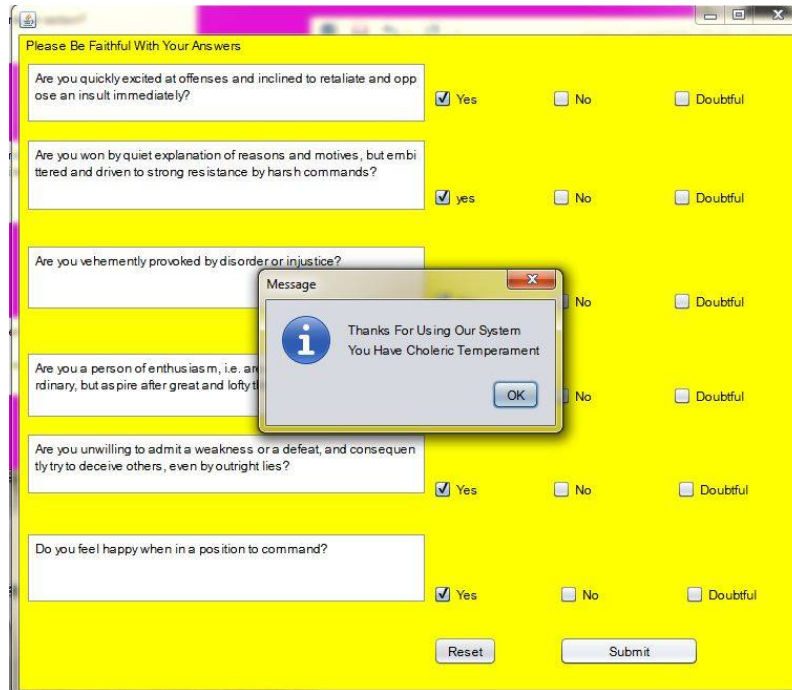 Please Be Faithful With Your Answers
Are you quickly excited at offenses and inclined to retaliate and opp
ose an insult immediately?
Yes No Doubtful
Are you won by quiet explanation of reasons and motives, but embi
ttered and driven to strong resistance by harsh commands?
yes No Doubtful
Are you vehemently provoked by disorder or injustice?
No Doubtful
Message
Thanks For Using Our System
You Have Choleric Temperament
OK
Are you a person of enthusiasm, i.e. are
rdinary, but aspire after great and lofty
No Doubtful
Are you unwilling to admit a weakness or a defeat, and consequen
tly try to deceive others, even by outright lies?
Yes No Doubtful
Do you feel happy when in a position to command?
Yes No Doubtful
Reset Submit